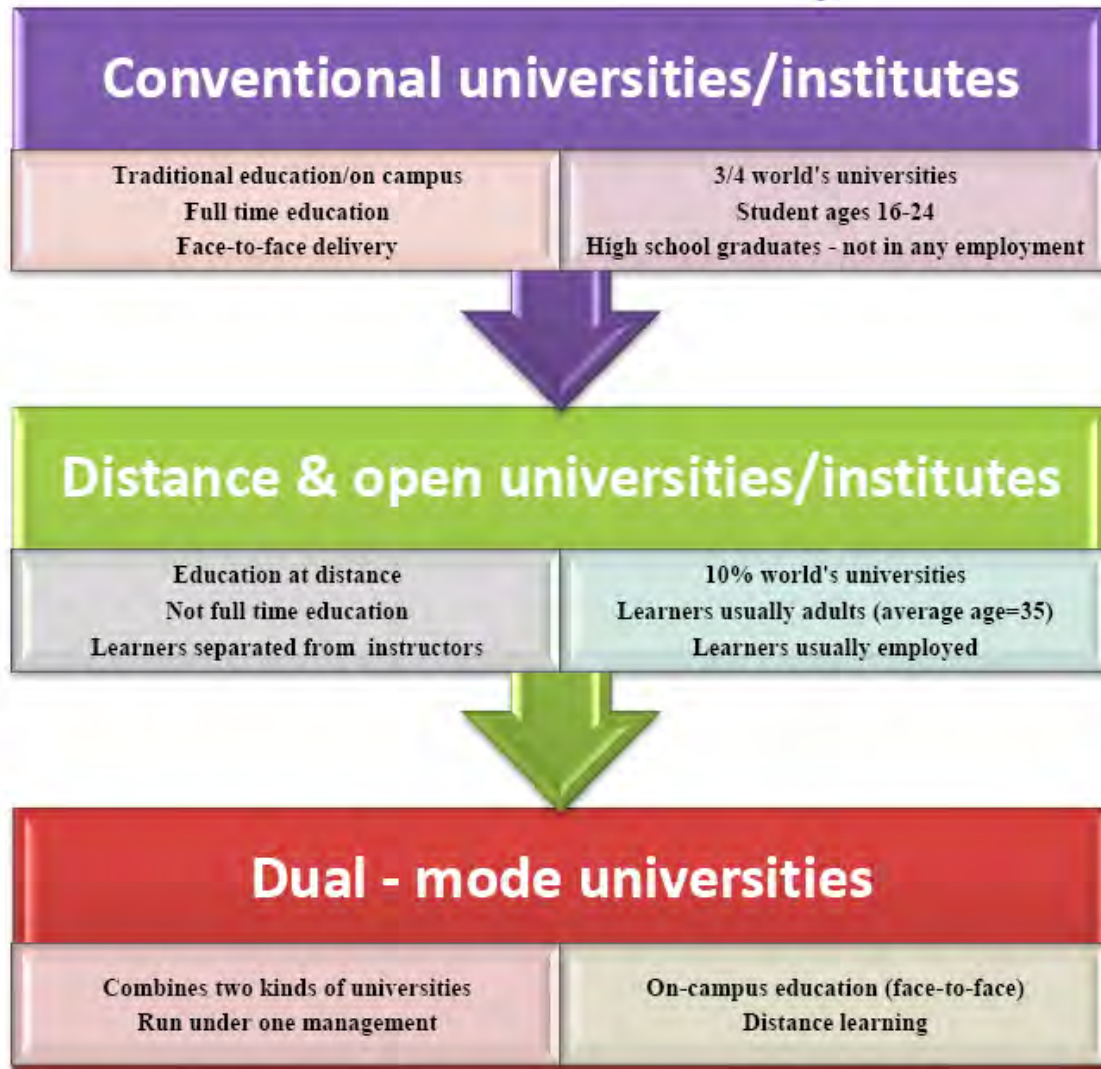 Conventional universities/institutes
Traditional education/on campus
Full time education
Face-to-face delivery
3/4 world's universities
Student ages 16-24
High school graduates - not in any employment
Distance & open universities/institutes
Education at distance
Not full time education
Learners separated from instructors
10% world's universities
Learners usually adults (average age=35)
Learners usually employed
Dual - mode universities
Combines two kinds of universities
Run under one management
On-campus education (face-to-face)
Distance learning